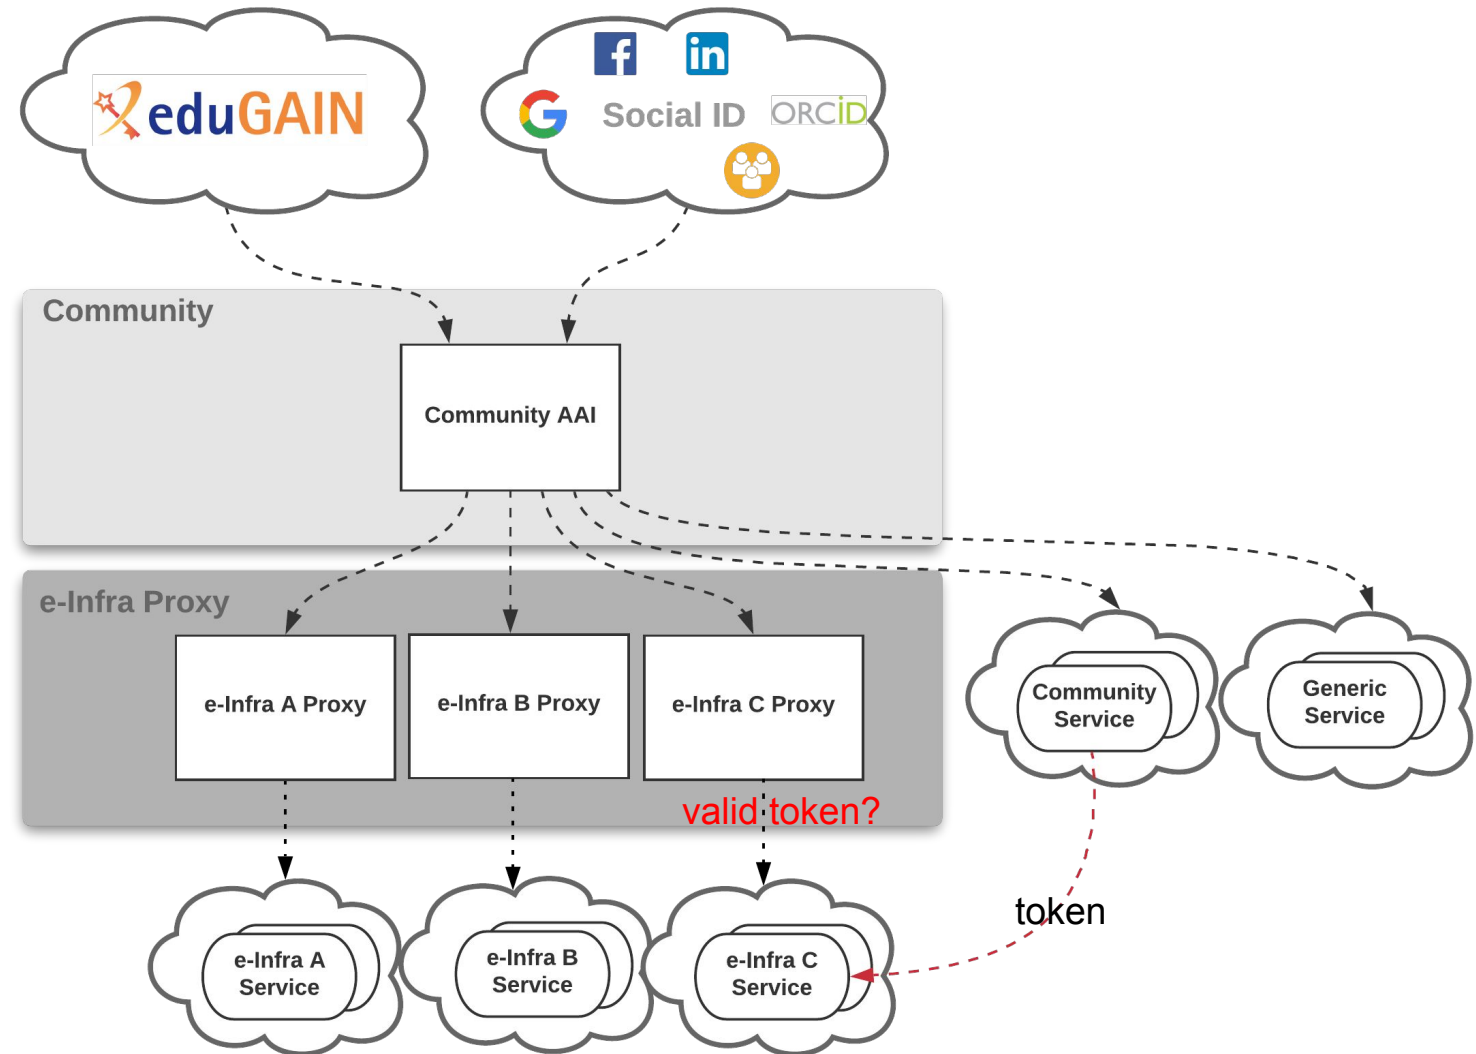 eduGAIN
f
in
G
Social ID
ORCiD
Community
Community AAI
e-Infra Proxy
e-Infra A Proxy
e-Infra B Proxy
e-Infra C Proxy
Community
Service
Generic
Service
valid token?
token
e-Infra A
Service
e-Infra B
Service
e-Infra C
Service